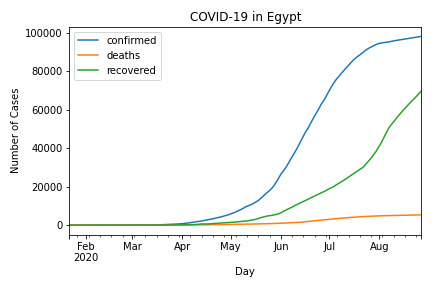 COVID-19 in Egypt
confirmed
deaths
recovered
Number of Cases
100000
80000
60000
40000
20000
0
Feb Mar Apr May Jun Jul Aug
2020
Day